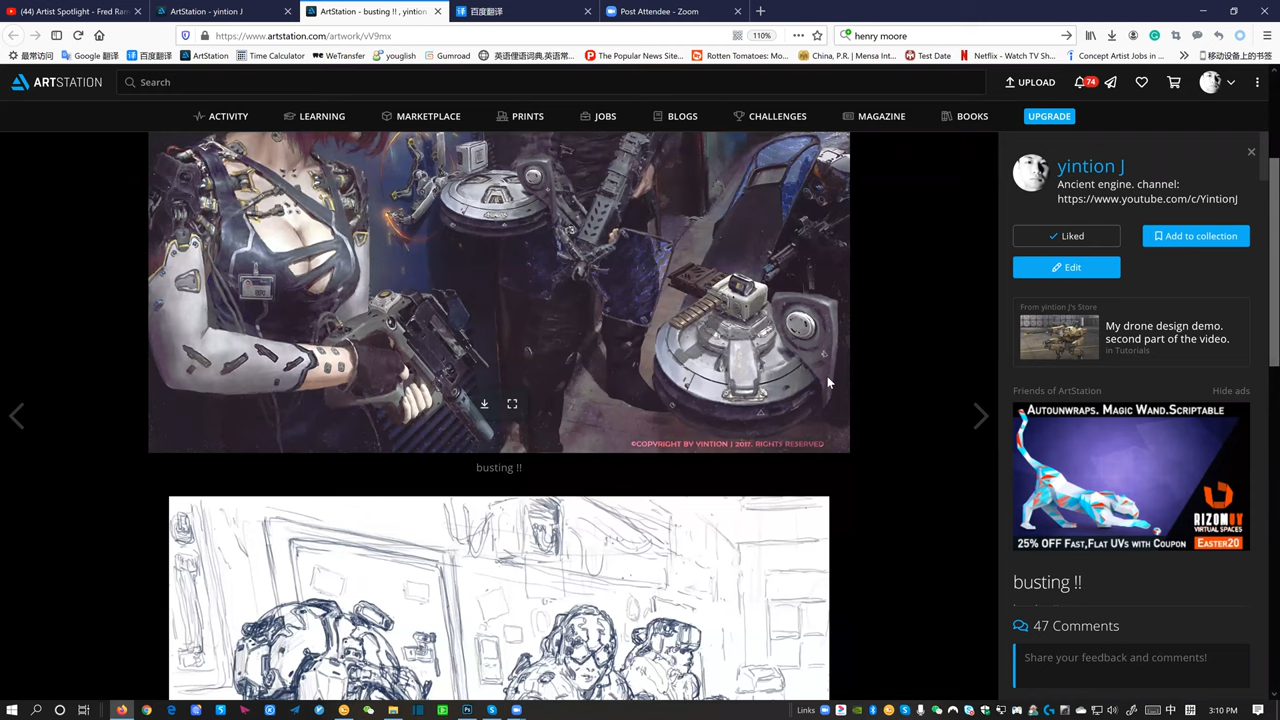 (44) Artist Spotlight - Fred Ram
ArtStation - yintion J
ArtStation - busting !! , yintion
百度翻译
Post Attendee - Zoom
https://www.artstation.com/artwork/vV9mx
110%
henry moore
最常访问
Google 翻译
百度翻译
ArtStation
Time Calculator
WeTransfer
youglish
Gumroad
英语俚语词典,英语常...
The Popular News Site...
Rotten Tomatoes: Mo...
China, P.R. | Mensa Int...
Test Date
Netflix - Watch TV Sh...
Concept Artist Jobs in ...
移动设备上的书签
ARTSTATION
Search
UPLOAD
74
ACTIVITY
LEARNING
MARKETPLACE
PRINTS
JOBS
BLOGS
CHALLENGES
MAGAZINE
BOOKS
UPGRADE
yintion J
Ancient engine. channel:
https://www.youtube.com/c/YintionJ
Liked
Add to collection
Edit
From yintion J's Store
My drone design demo.
second part of the video.
in Tutorials
Friends of ArtStation
Hide ads
AUTOUNWRAPS. MAGIC WAND.SCRIPTABLE
RIZOMUV
VIRTUAL SPACES
25% OFF FAST,FLAT UVS WITH COUPON
EASTER20
©COPYRIGHT BY YINTION J 2017. RIGHTS RESERVED
busting !!
busting !!
47 Comments
Share your feedback and comments!
Links
中
拼
3:10 PM